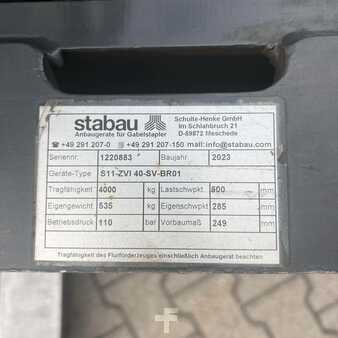 stabau
Anbaugeräte für Gabelstapler
Schulte-Henke GmbH
Im Schlahbruch 21
D-59872 Meschede
☎ +49 291 207-0 +49 291 207-150 mail: info@stabau.com
Seriennr. 1220883 Baujahr 2023
Geräte-Type S11-ZVI 40-SV-BR01
Tragfähigkeit 4000 kg Lastschwpkt. 500 mm
Eigengewicht 535 kg Eigenschwpkt 285 mm
Betriebsdruck 110 bar Vorbaumaß 249 mm
Tragfähigkeit des Flurförderzeuges einschließlich Anbaugerät beachten